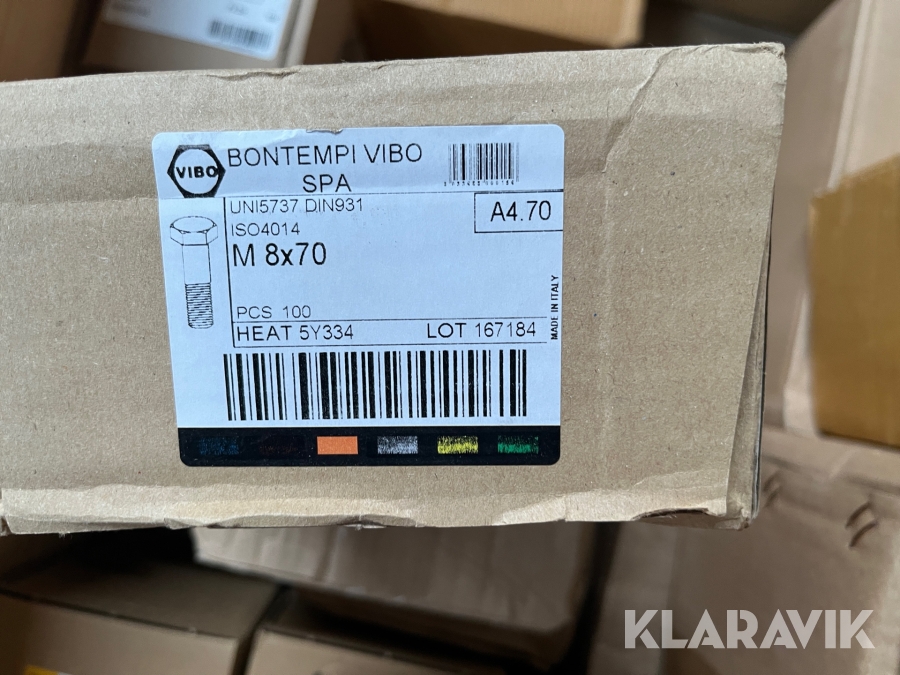 VIBO
BONTEMPI VIBO
SPA
UNI5737 DIN931
ISO4014
A4.70
M 8x70
PCS 100
MADE IN ITALY
HEAT 5Y334
LOT 167184
KLARAVIK